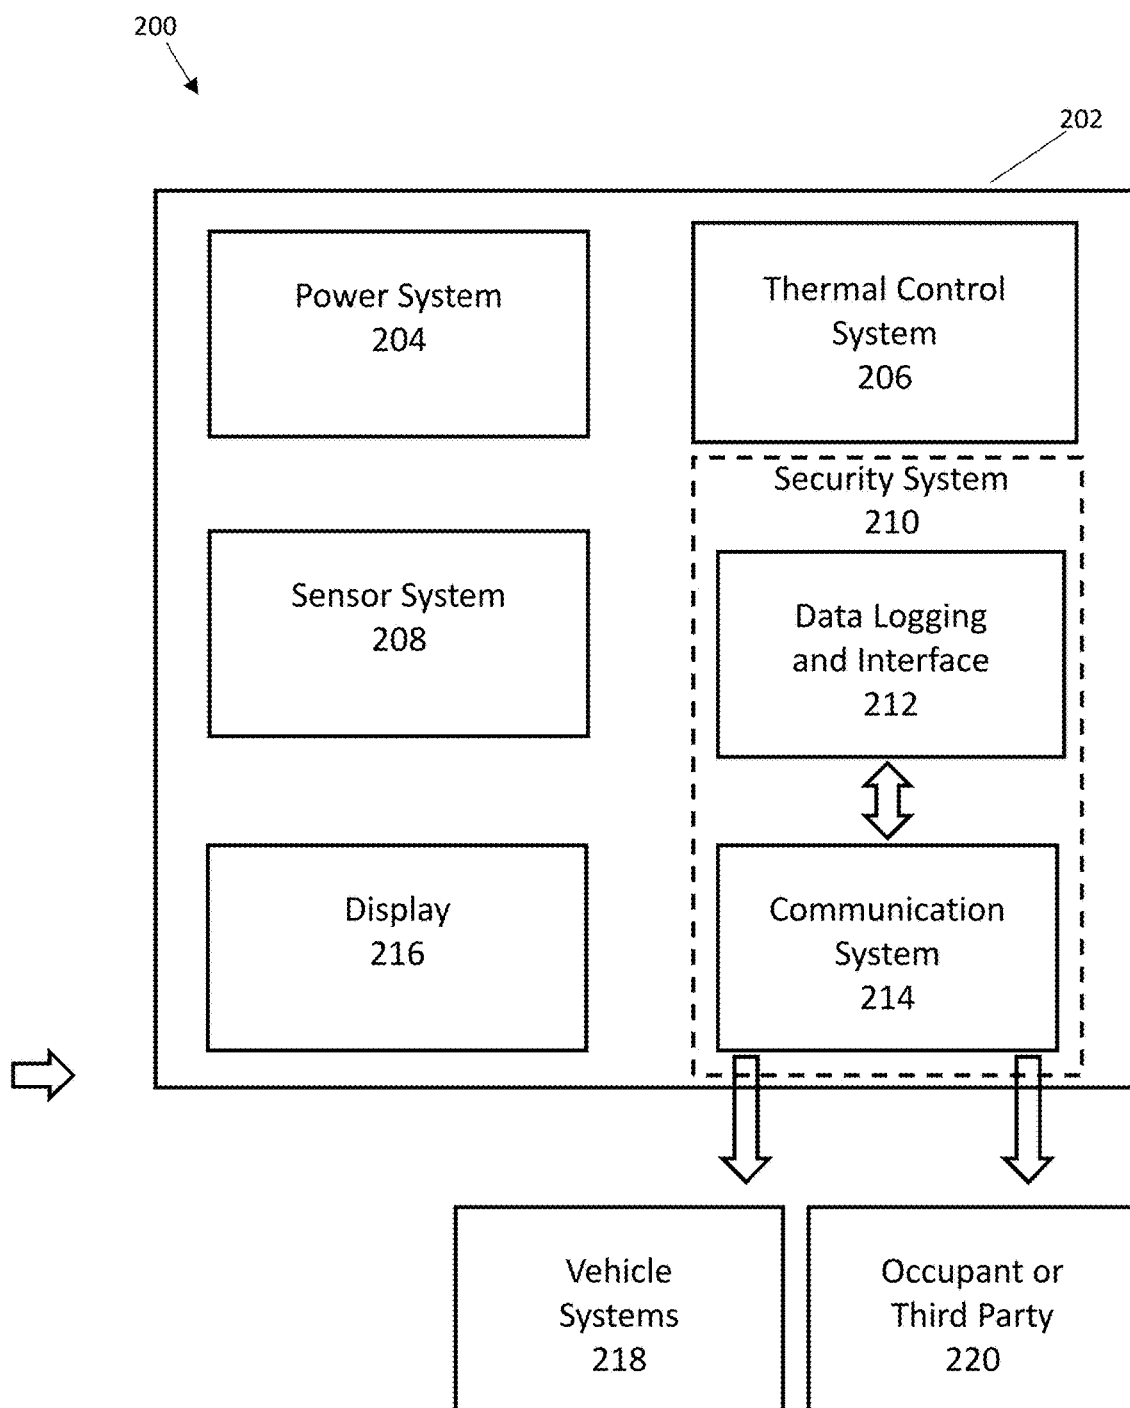 200
202
Power System
204
Thermal Control
System
206
Security System
210
Sensor System
208
Data Logging
and Interface
212
Display
216
Communication
System
214
Vehicle
Systems
218
Occupant or
Third Party
220